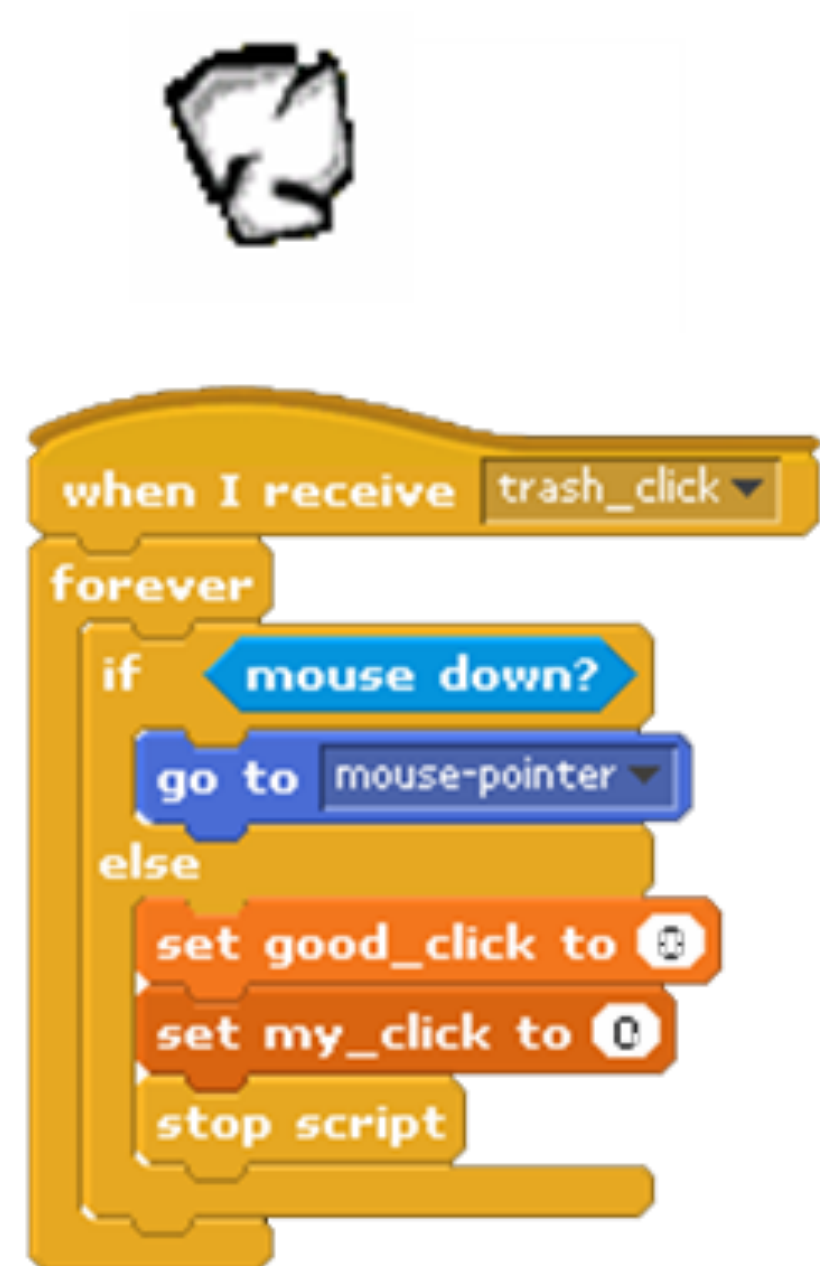 when I receive trash_click
forever
if mouse down?
go to mouse-pointer
else
set good_click to 0
set my_click to 0
stop script